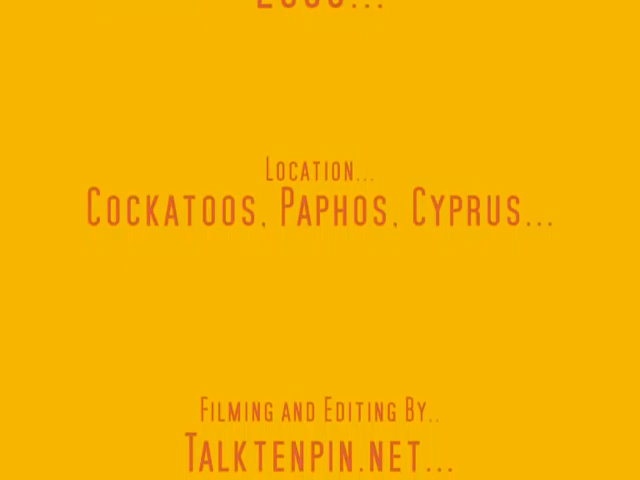 Location...
Cockatoos, Paphos, Cyprus...
Filming and Editing By..
Talktenpin.net...